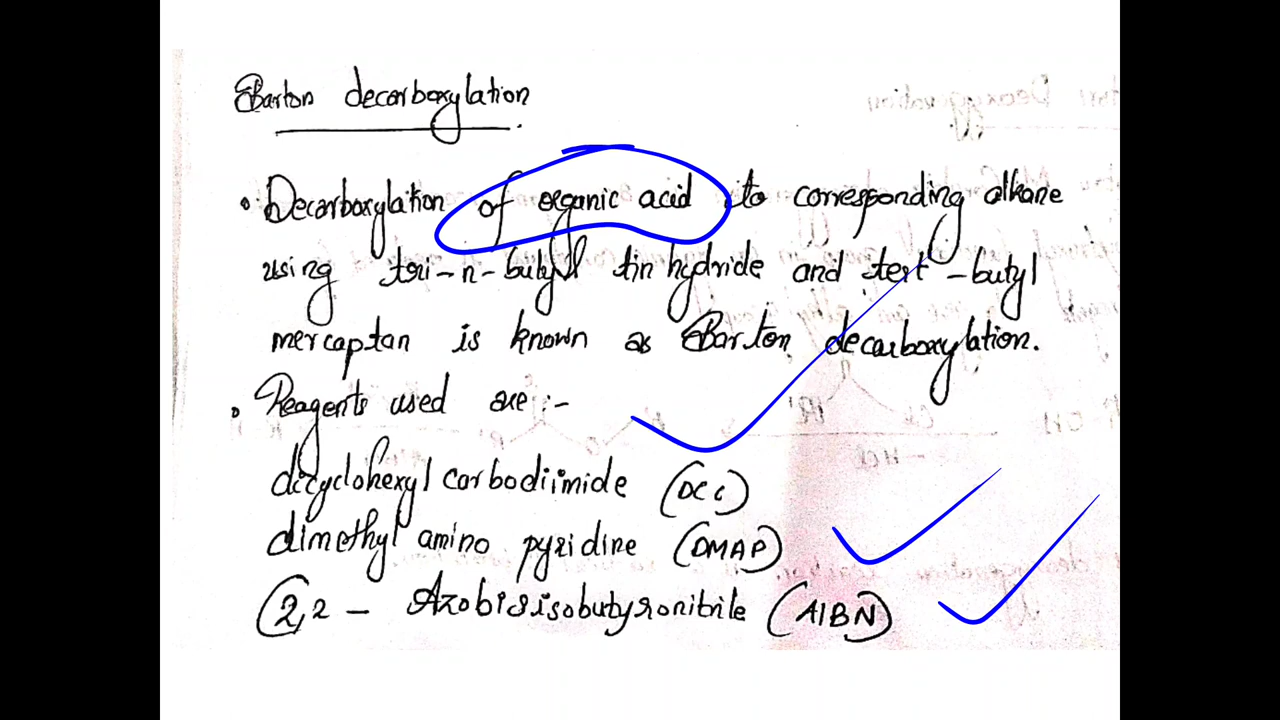 Barton decarboxylation
• Decarboxylation of organic acid to corresponding alkane
using tri-n-butyl tin hydride and tert-butyl
mercaptan is known as Barton decarboxylation.
• Reagents used are :-
dicyclohexyl carbodiimide (DCC)
dimethyl amino pyridine (DMAP)
(2,2 - Azobisisobutyronitrile (AIBN)